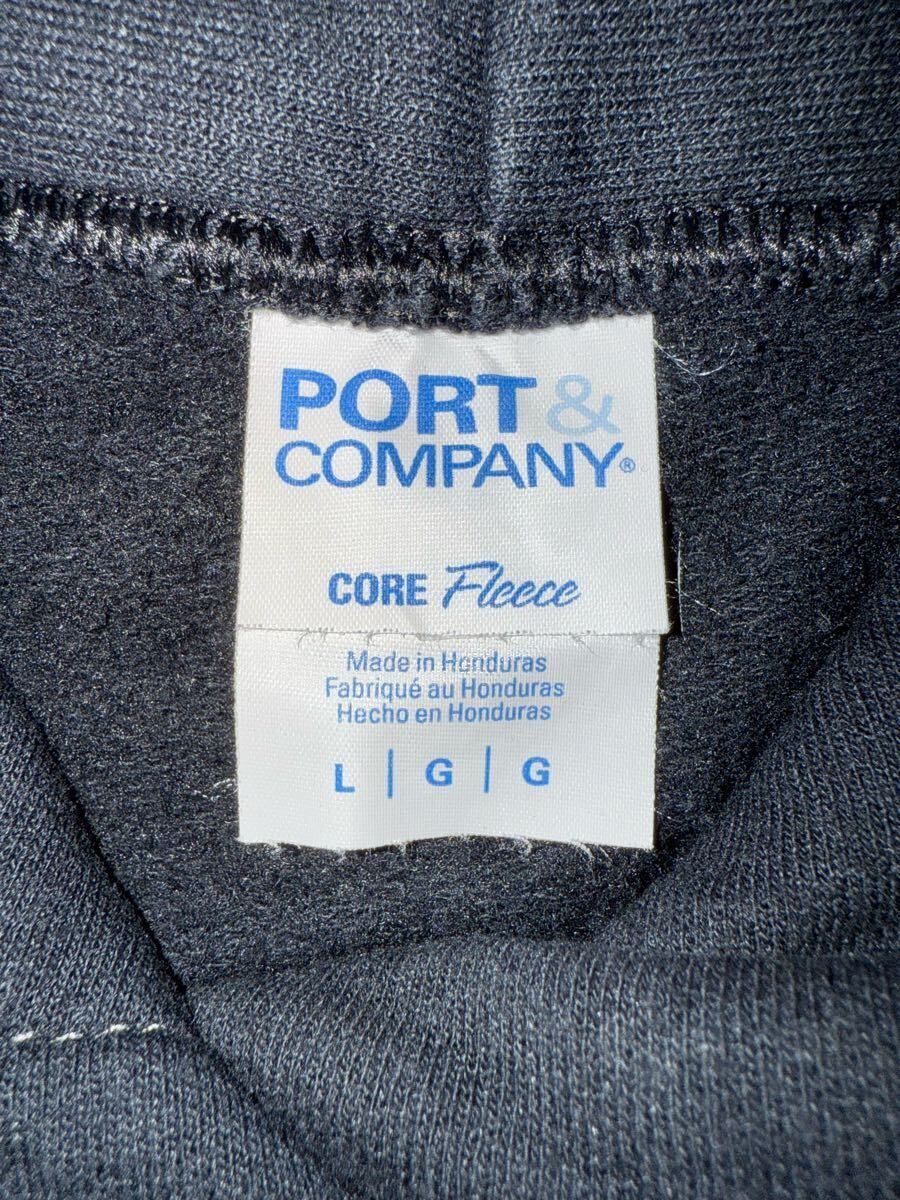 PORT &
COMPANY®
CORE Fleece
Made in Honduras
Fabriqué au Honduras
Hecho en Honduras
L | G | G